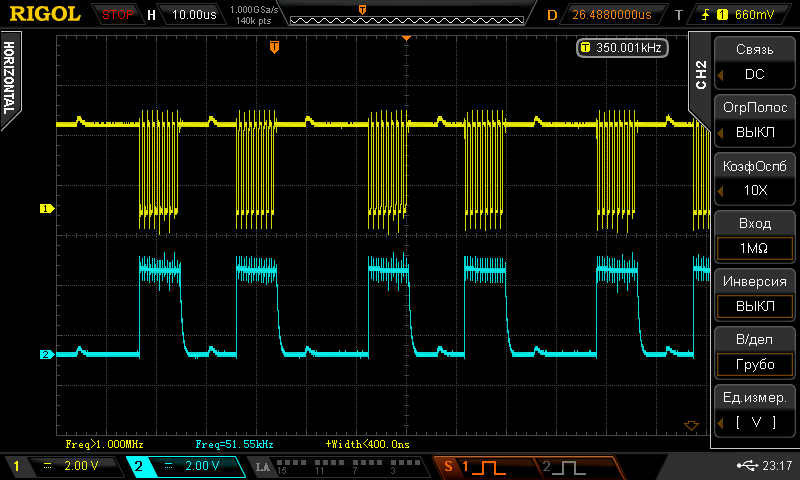 RIGOL STOP H 10.00us 1.000GSa/s 140k pts D 26.4880000us T 1 660mV
HORIZONTAL
T 350.001kHz
CH2
Связь
DC
ОгрПолос
ВЫКЛ
КоэфОслб
10X
Вход
1MΩ
Инверсия
ВЫКЛ
В/дел
Грубо
Ед.измер.
[ V ]
T
1
2
Freq>1.000MHz Freq=51.55kHz +Width<400.0ns
1 2.00 V 2 2.00 V LA 15 11 7 3 S 1 2 23:17